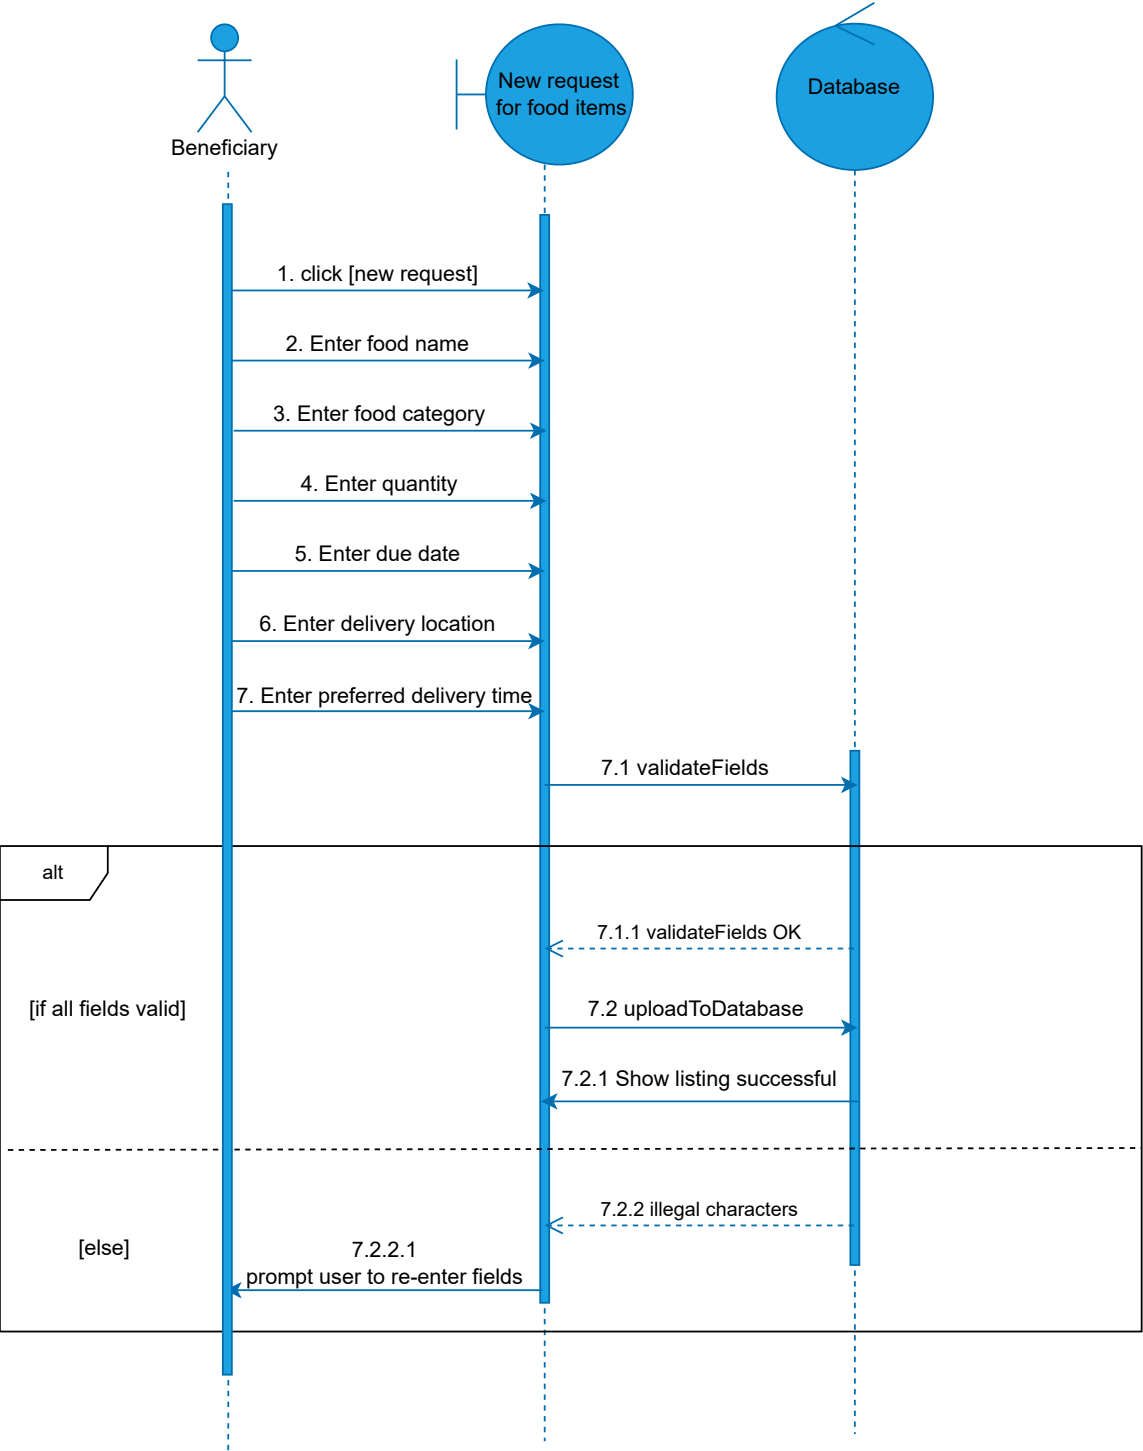 Beneficiary
New request
for food items
Database
1. click [new request]
2. Enter food name
3. Enter food category
4. Enter quantity
5. Enter due date
6. Enter delivery location
7. Enter preferred delivery time
7.1 validateFields
alt
7.1.1 validateFields OK
[if all fields valid]
7.2 uploadToDatabase
7.2.1 Show listing successful
7.2.2 illegal characters
[else]
7.2.2.1
prompt user to re-enter fields